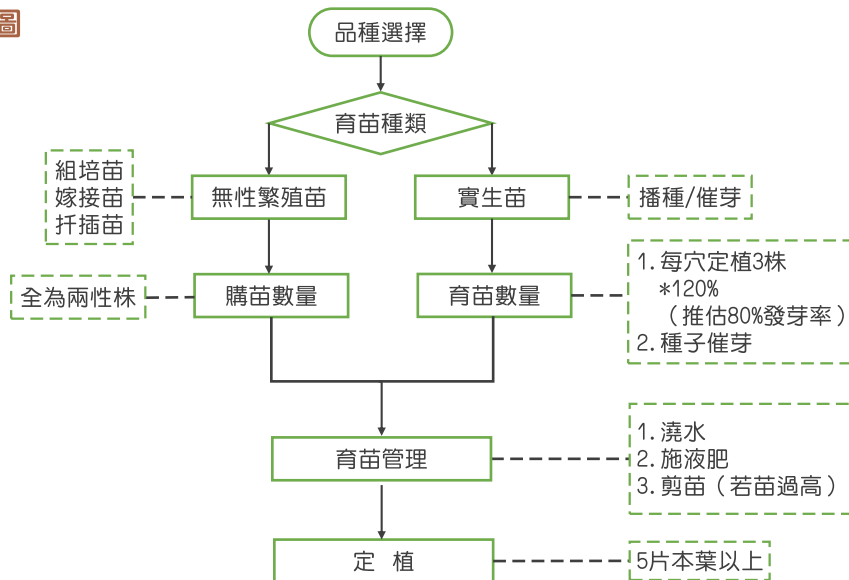 圖
品種選擇
育苗種類
組培苗
嫁接苗
扦插苗
無性繁殖苗
實生苗
播種/催芽
全為兩性株
購苗數量
育苗數量
1. 每穴定植3株
*120%
（推估80%發芽率）
2. 種子催芽
育苗管理
1. 澆水
2. 施液肥
3. 剪苗（若苗過高）
定 植
5片本葉以上